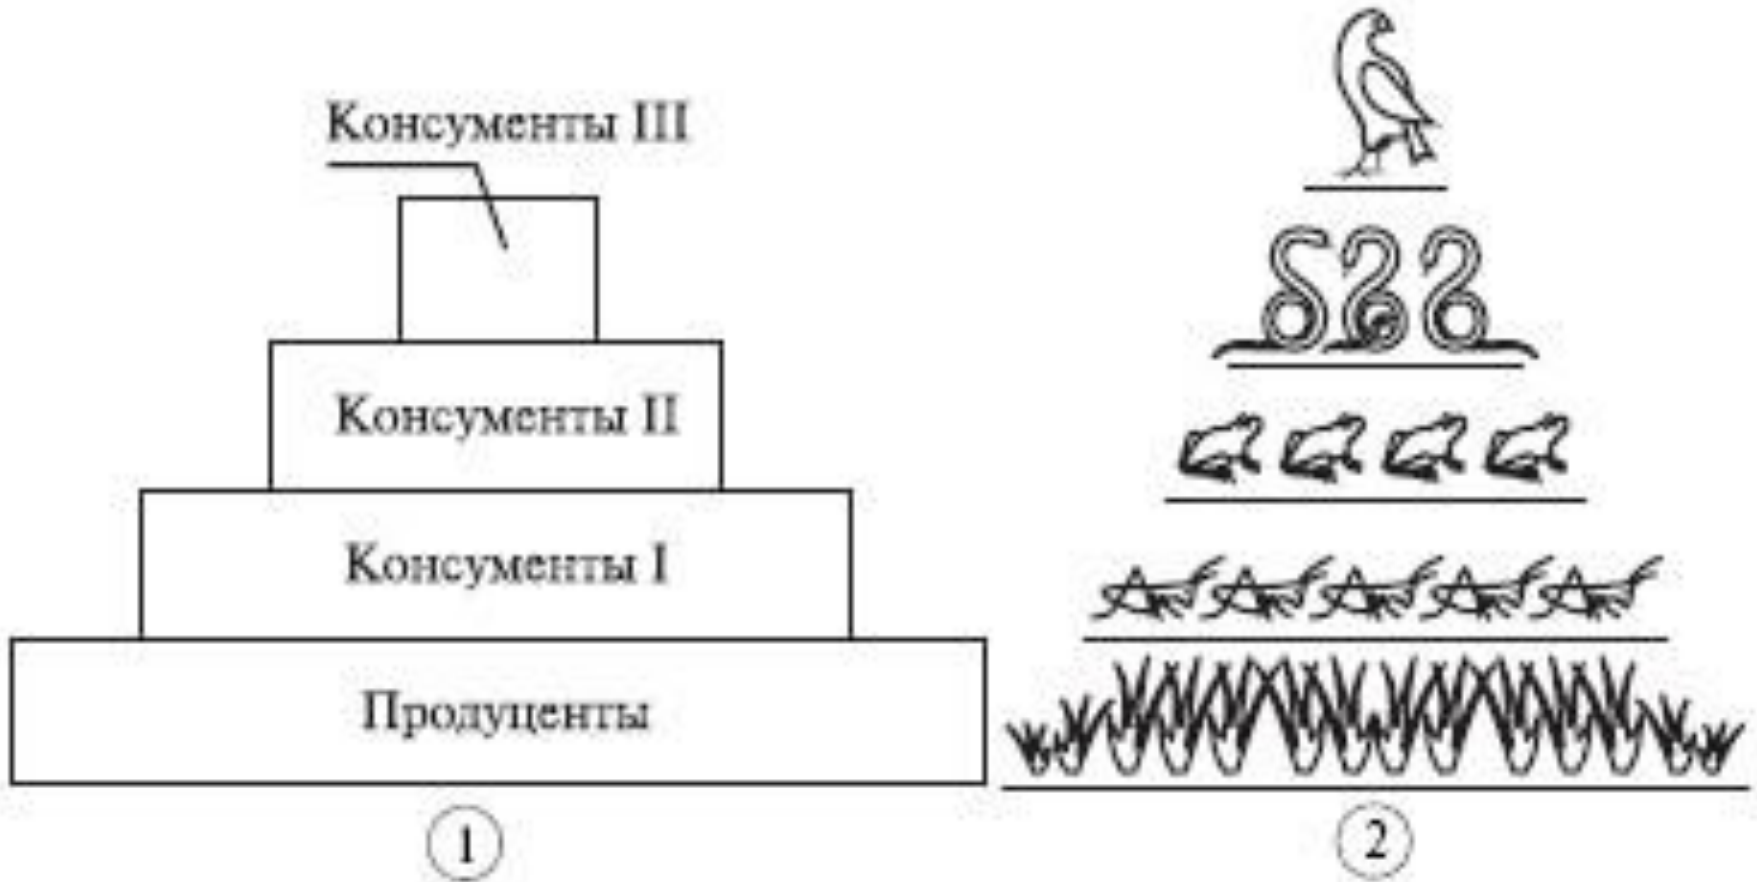 Консументы III
Консументы II
Консументы I
Продуценты
1
2